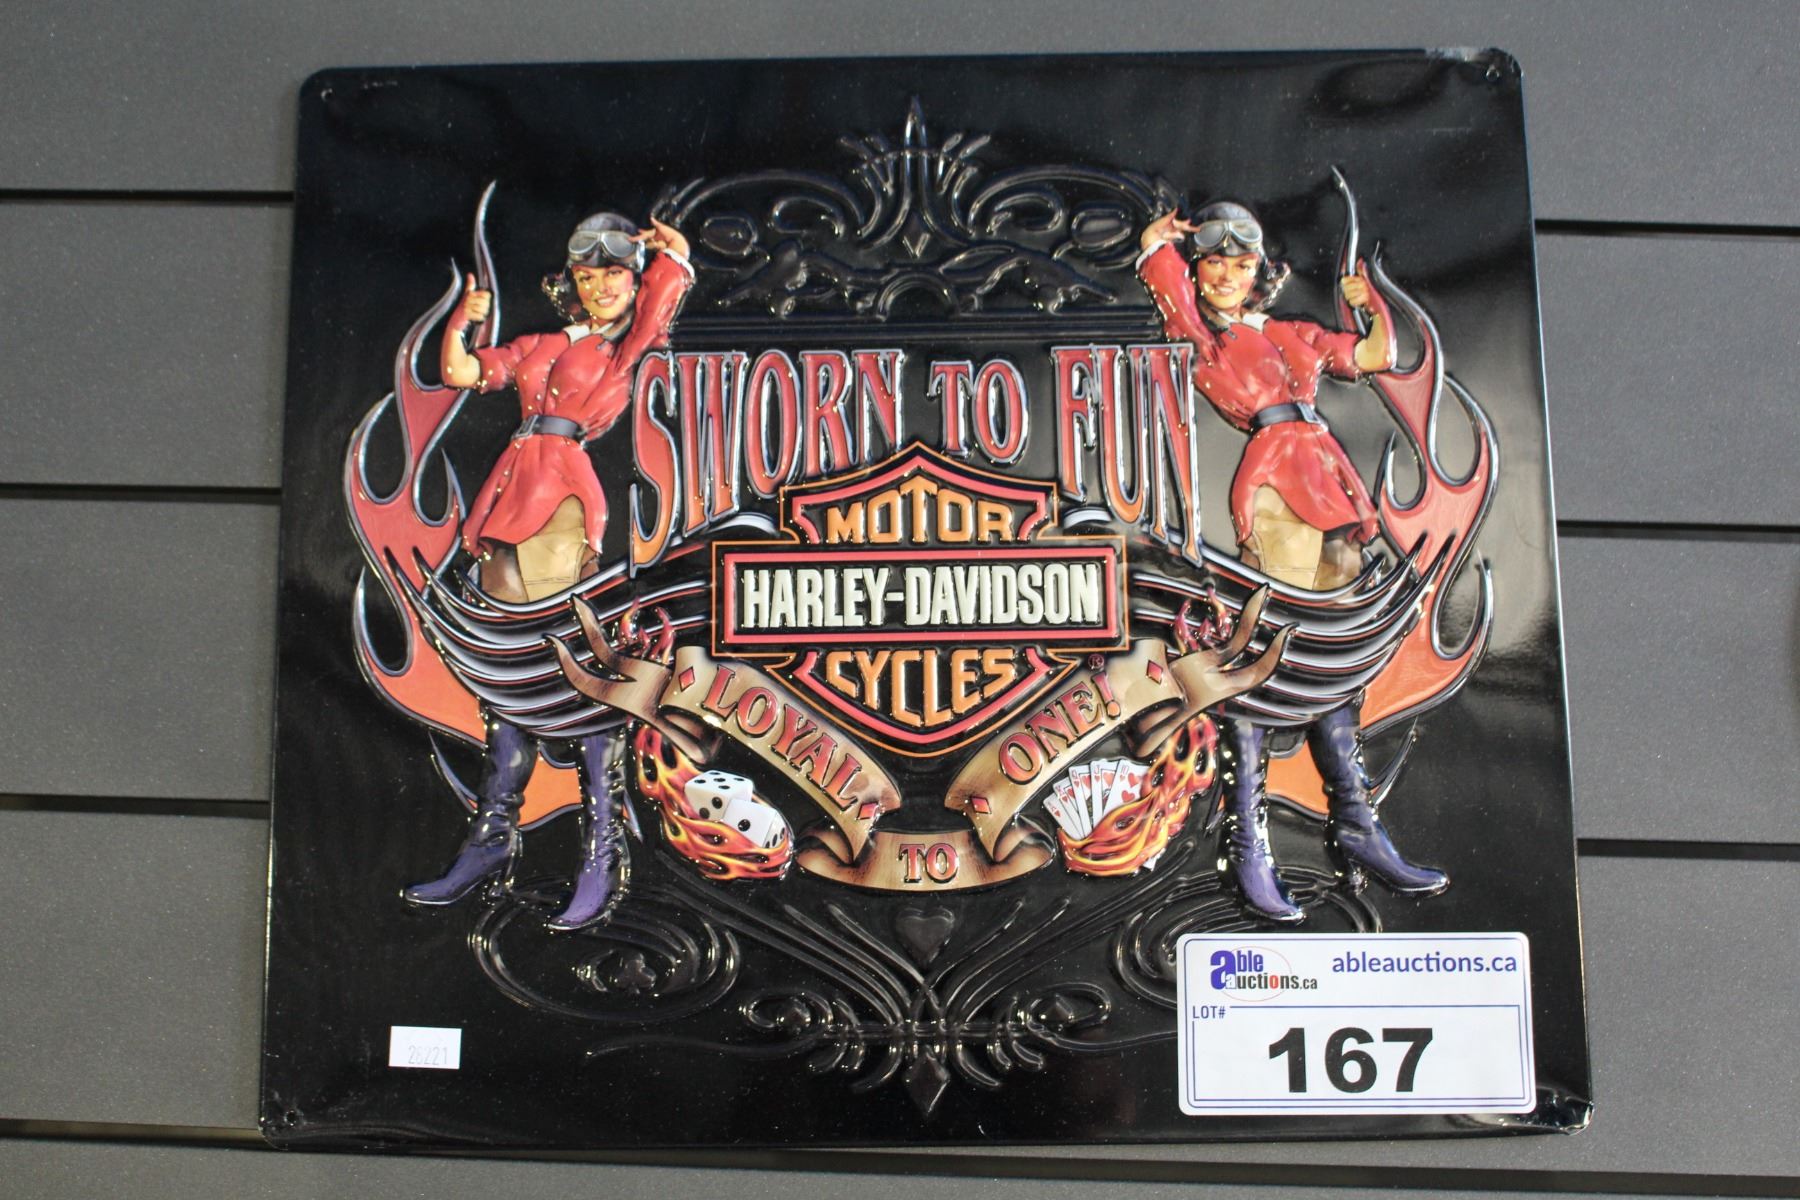 SWORN TO FUN
MOTOR
HARLEY-DAVIDSON
CYCLES
®
LOYAL
TO
ONE!
able auctions.ca
ableauctions.ca
LOT#
167
26221